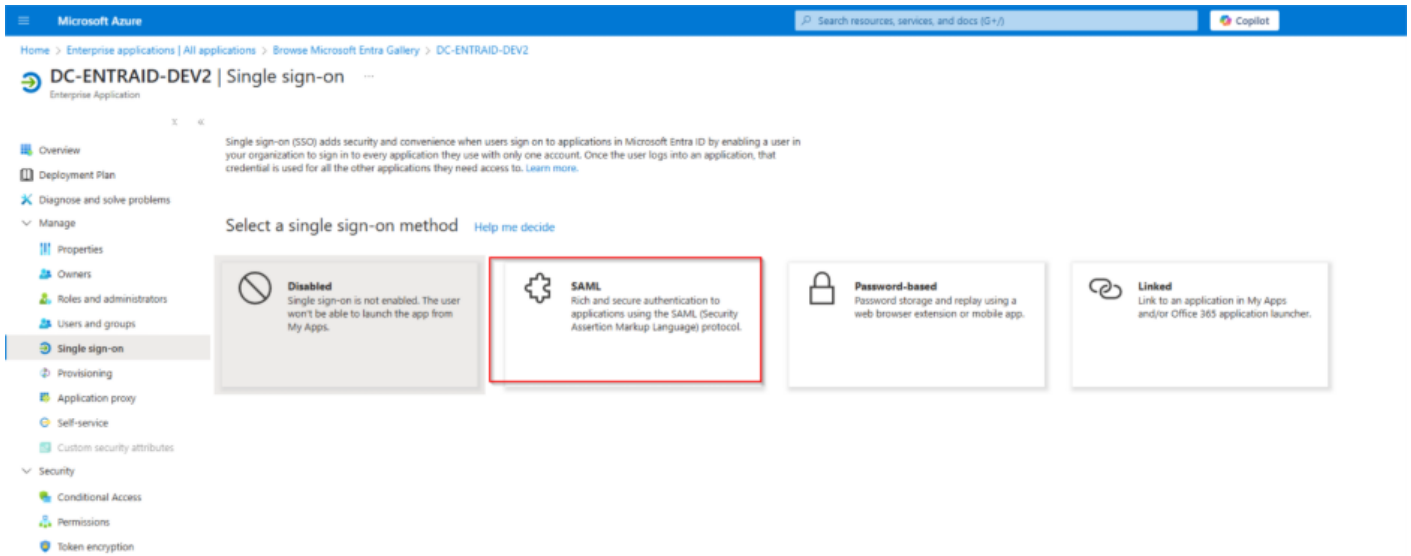 Microsoft Azure
Search resources, services, and docs (G+/)
Copilot
Home > Enterprise applications | All applications > Browse Microsoft Entra Gallery > DC-ENTRAID-DEV2
DC-ENTRAID-DEV2 | Single sign-on ...
Enterprise Application
Overview
Deployment Plan
Diagnose and solve problems
Manage
Properties
Owners
Roles and administrators
Users and groups
Single sign-on
Provisioning
Application proxy
Self-service
Custom security attributes
Security
Conditional Access
Permissions
Token encryption
Single sign-on (SSO) adds security and convenience when users sign on to applications in Microsoft Entra ID by enabling a user in
your organization to sign in to every application they use with only one account. Once the user logs into an application, that
credential is used for all the other applications they need access to. Learn more.
Select a single sign-on method Help me decide
Disabled
Single sign-on is not enabled. The user
won't be able to launch the app from
My Apps.
SAML
Rich and secure authentication to
applications using the SAML (Security
Assertion Markup Language) protocol.
Password-based
Password storage and replay using a
web browser extension or mobile app.
Linked
Link to an application in My Apps
and/or Office 365 application launcher.